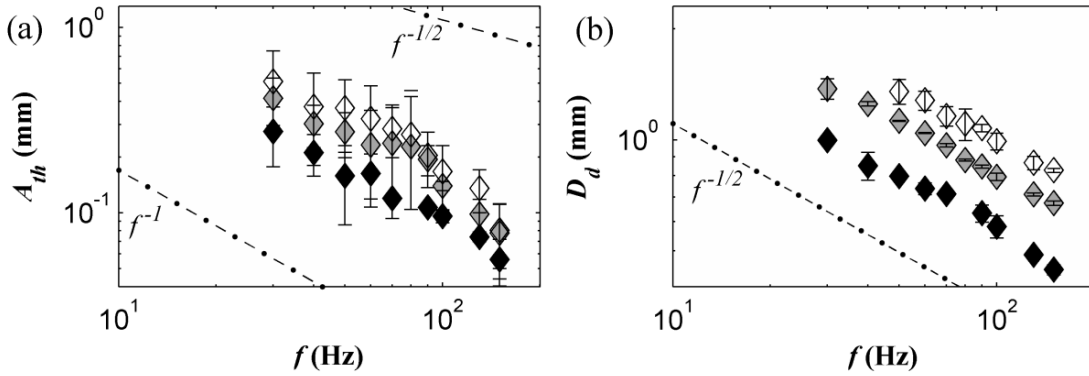 (a)
10^0
10^-1
A_th (mm)
f^-1/2
f^-1
10^1
10^2
f (Hz)
(b)
10^0
D_d (mm)
f^-1/2
10^1
10^2
f (Hz)